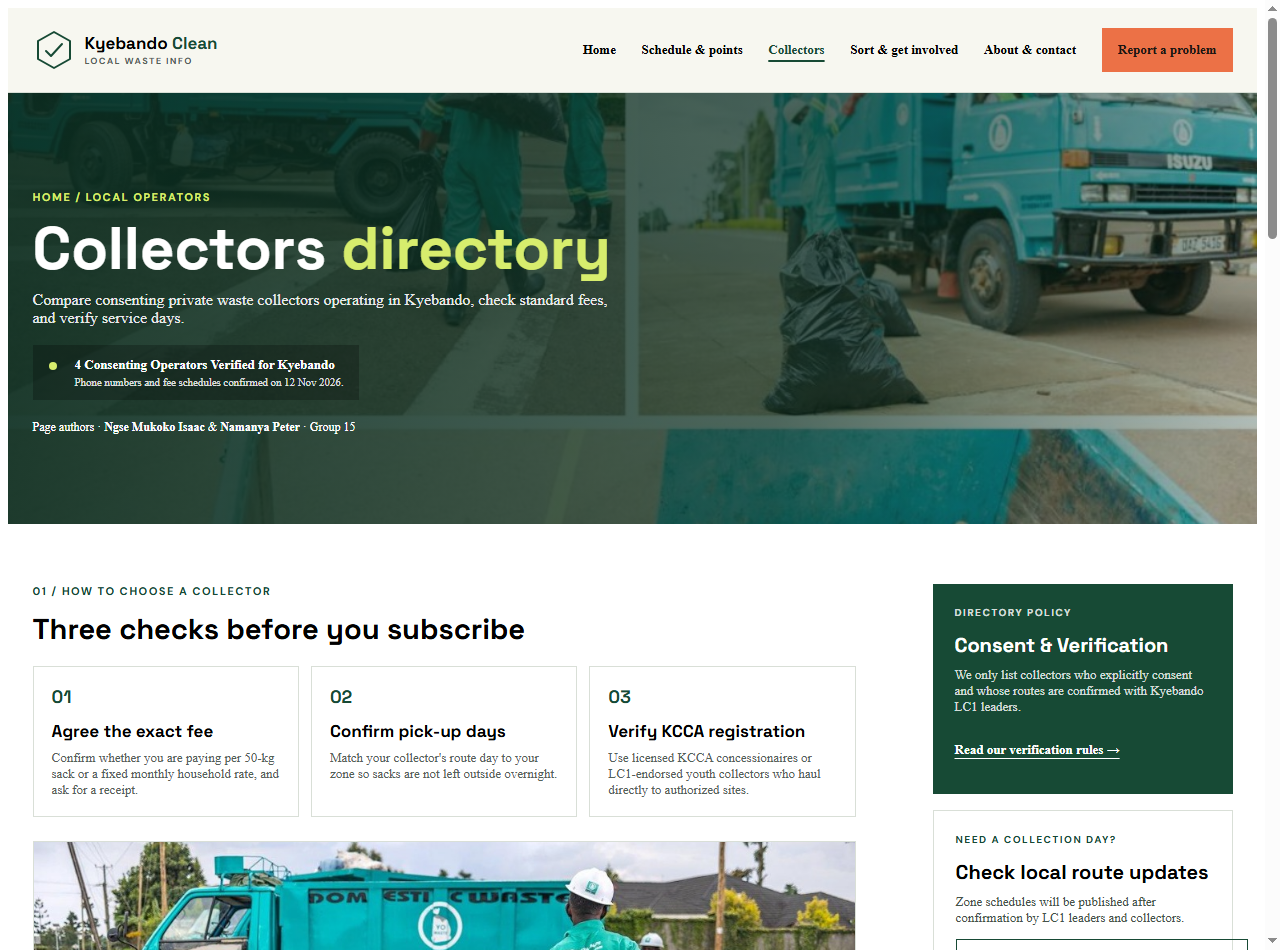 Kyebando Clean
LOCAL WASTE INFO
Home
Schedule & points
Collectors
Sort & get involved
About & contact
Report a problem
ISUZU
HOME / LOCAL OPERATORS
Collectors directory
Compare consenting private waste collectors operating in Kyebando, check standard fees,
and verify service days.
4 Consenting Operators Verified for Kyebando
Phone numbers and fee schedules confirmed on 12 Nov 2026.
Page authors · Ngse Mukoko Isaac & Namanya Peter · Group 15
01 / HOW TO CHOOSE A COLLECTOR
Three checks before you subscribe
01
Agree the exact fee
Confirm whether you are paying per 50-kg
sack or a fixed monthly household rate, and
ask for a receipt.
02
Confirm pick-up days
Match your collector's route day to your
zone so sacks are not left outside overnight.
03
Verify KCCA registration
Use licensed KCCA concessionaires or
LC1-endorsed youth collectors who haul
directly to authorized sites.
DOMESTIC WASTE
DIRECTORY POLICY
Consent & Verification
We only list collectors who explicitly consent
and whose routes are confirmed with Kyebando
LC1 leaders.
Read our verification rules →
NEED A COLLECTION DAY?
Check local route updates
Zone schedules will be published after
confirmation by LC1 leaders and collectors.